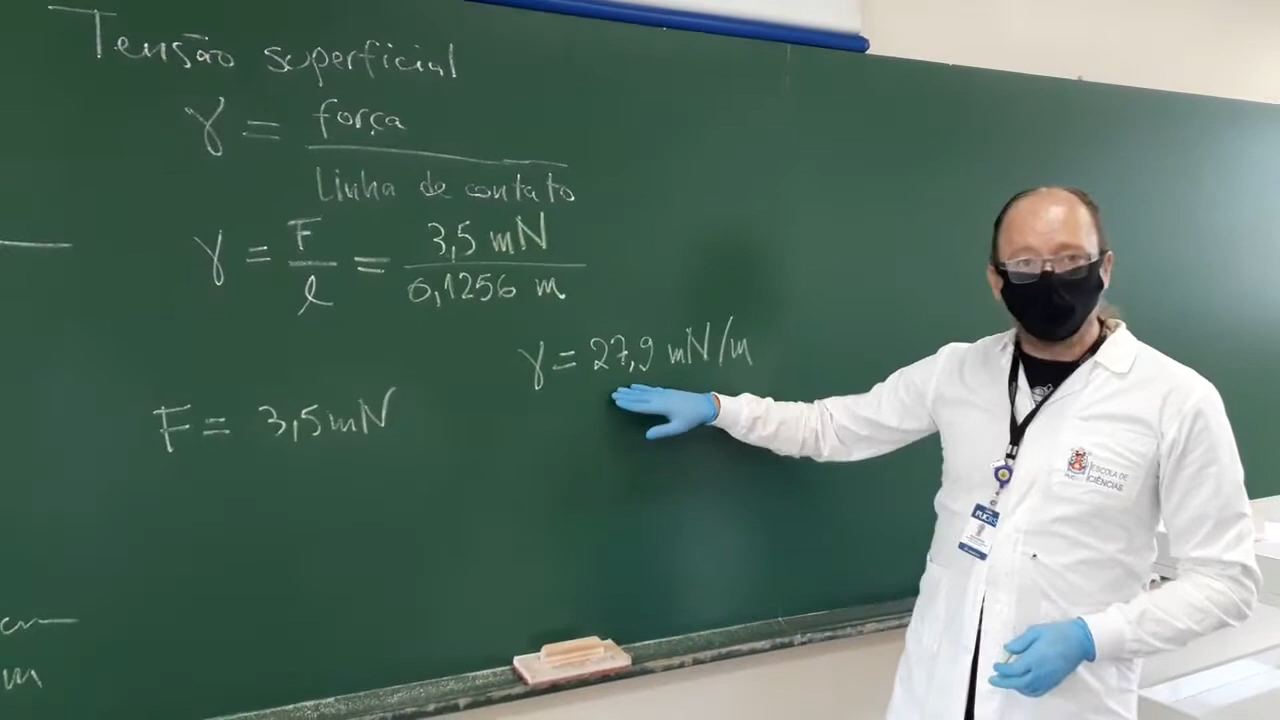 Tensão superficial
γ = força
Linha de contato
γ = F = 3,5 mN
l 0,1256 m
γ = 27,9 mN/m
F = 3,5 mN
m
ESCOLA DE
CIÊNCIAS
PUCRS